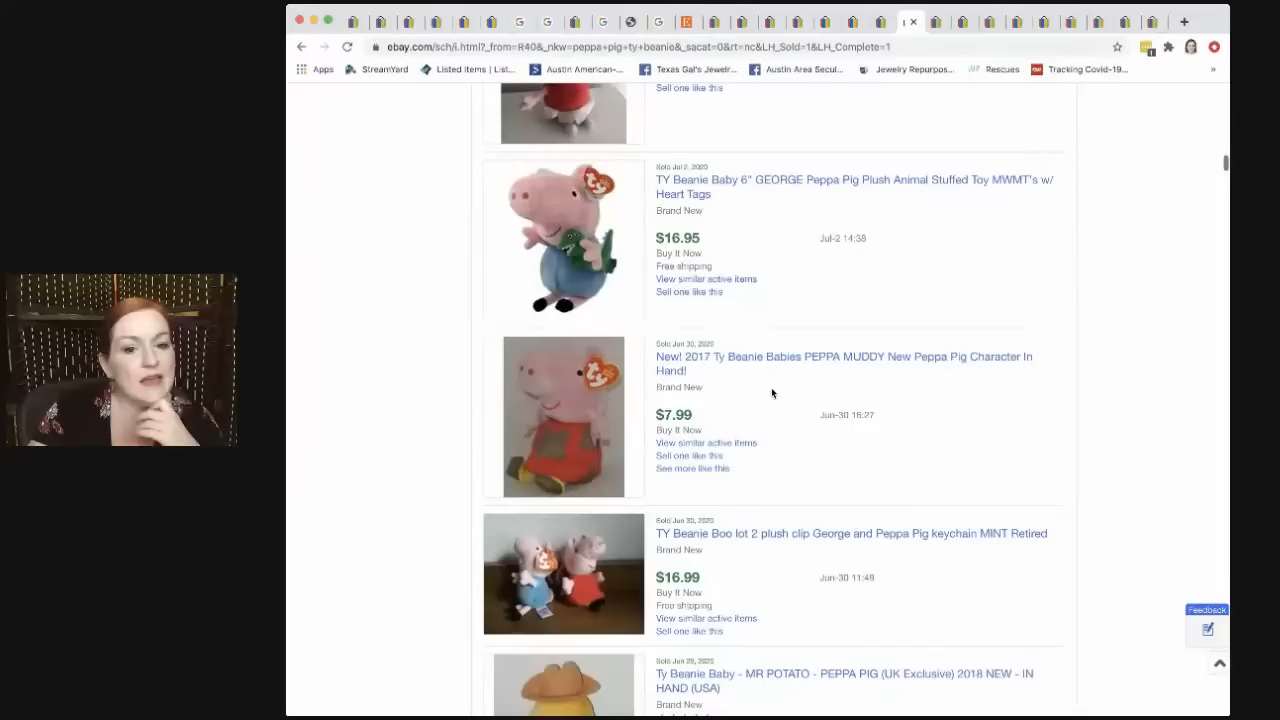 ebay.com/sch/i.html?_from=R40&_nkw=peppa+pig+ty+beanie&_sacat=0&rt=nc&LH_Sold=1&LH_Complete=1
Apps StreamYard Listed Items | List... Austin American-... Texas Gal's Jewelr... Austin Area Secul... Jewelry Repurpos... Rescues Tracking Covid-19... »
Sell one like this
Sold Jul 2, 2020
TY Beanie Baby 6" GEORGE Peppa Pig Plush Animal Stuffed Toy MWMT's w/
Heart Tags
Brand New
$16.95 Jul-2 14:38
Buy It Now
Free shipping
View similar active items
Sell one like this
ty
Sold Jun 30, 2020
New! 2017 Ty Beanie Babies PEPPA MUDDY New Peppa Pig Character In
Hand!
Brand New
$7.99 Jun-30 16:27
Buy It Now
View similar active items
Sell one like this
See more like this
ty
Sold Jun 30, 2020
TY Beanie Boo lot 2 plush clip George and Peppa Pig keychain MINT Retired
Brand New
$16.99 Jun-30 11:49
Buy It Now
Free shipping
View similar active items
Sell one like this
Feedback
Ty Beanie Baby - MR POTATO - PEPPA PIG (UK Exclusive) 2018 NEW - IN
HAND (USA)
Brand New